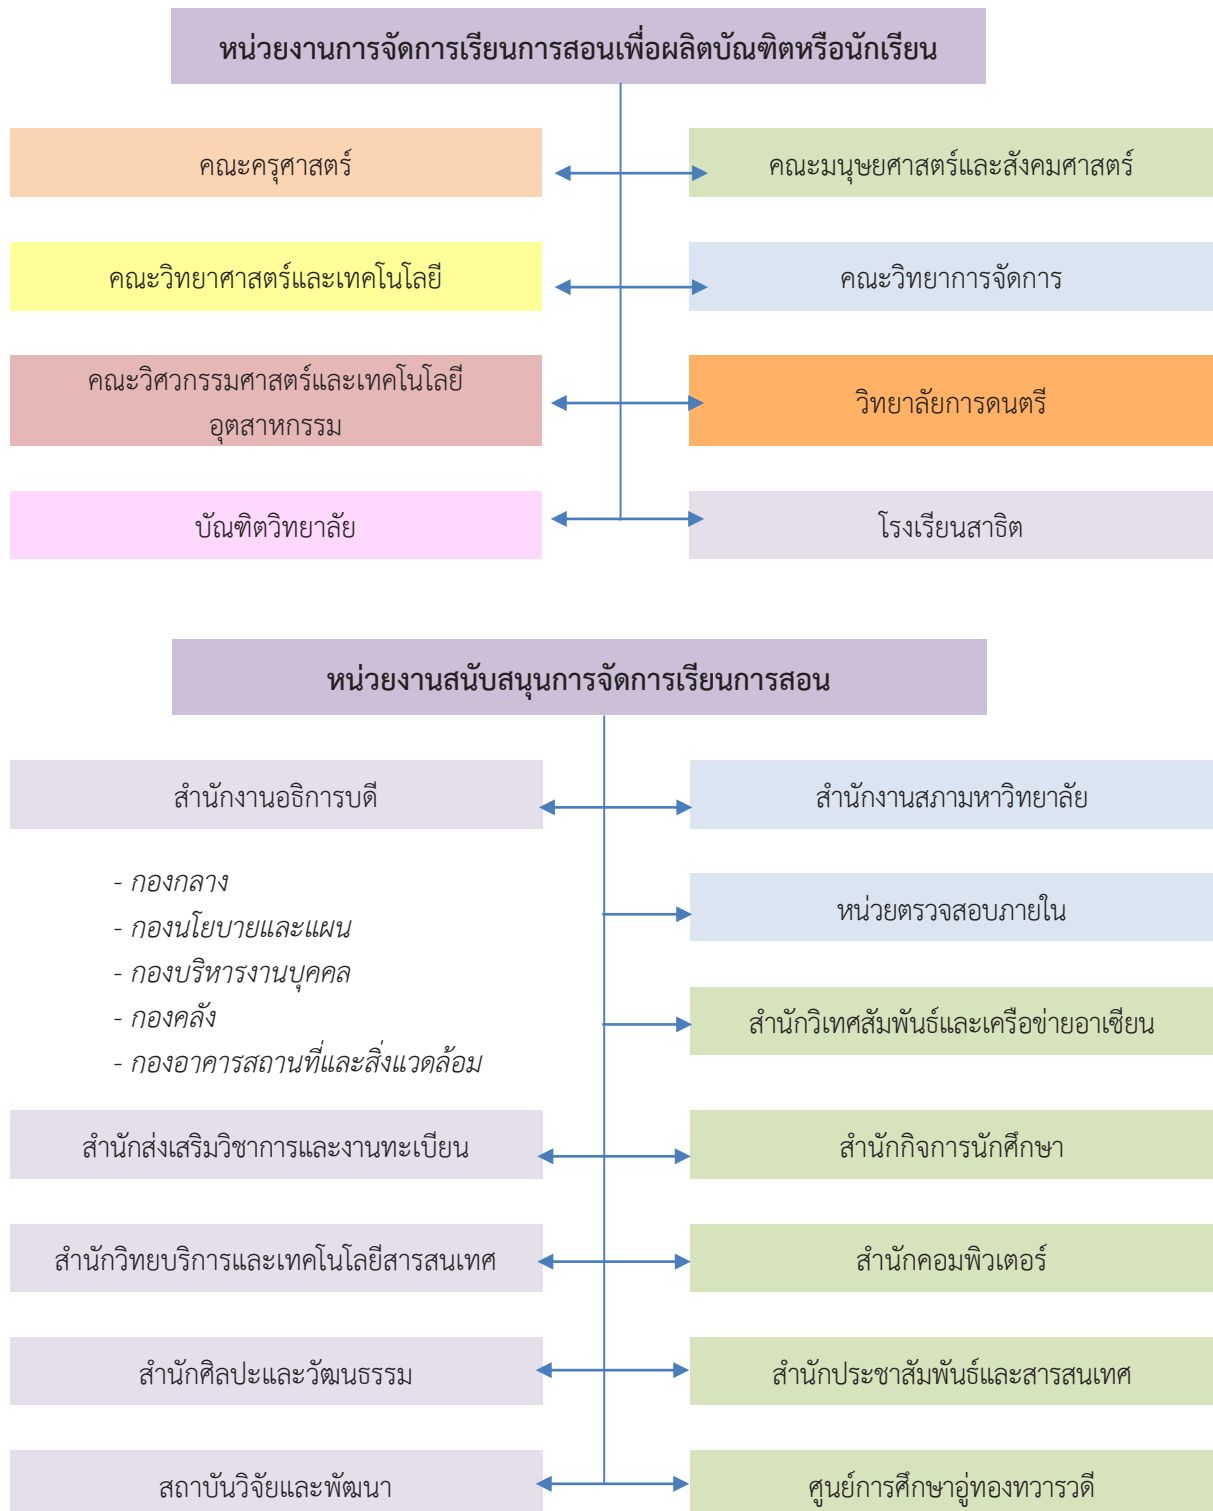 หน่วยงานการจัดการเรียนการสอนเพื่อผลิตบัณฑิตหรือนักเรียน
คณะครุศาสตร์
คณะมนุษยศาสตร์และสังคมศาสตร์
คณะวิทยาศาสตร์และเทคโนโลยี
คณะวิทยาการจัดการ
คณะวิศวกรรมศาสตร์และเทคโนโลยี
อุตสาหกรรม
วิทยาลัยการดนตรี
บัณฑิตวิทยาลัย
โรงเรียนสาธิต
หน่วยงานสนับสนุนการจัดการเรียนการสอน
สำนักงานอธิการบดี
สำนักงานสภามหาวิทยาลัย
- กองกลาง
- กองนโยบายและแผน
- กองบริหารงานบุคคล
- กองคลัง
- กองอาคารสถานที่และสิ่งแวดล้อม
หน่วยตรวจสอบภายใน
สำนักวิเทศสัมพันธ์และเครือข่ายอาเซียน
สำนักส่งเสริมวิชาการและงานทะเบียน
สำนักกิจการนักศึกษา
สำนักวิทยบริการและเทคโนโลยีสารสนเทศ
สำนักคอมพิวเตอร์
สำนักศิลปะและวัฒนธรรม
สำนักประชาสัมพันธ์และสารสนเทศ
สถาบันวิจัยและพัฒนา
ศูนย์การศึกษาอู่ทองทวารวดี